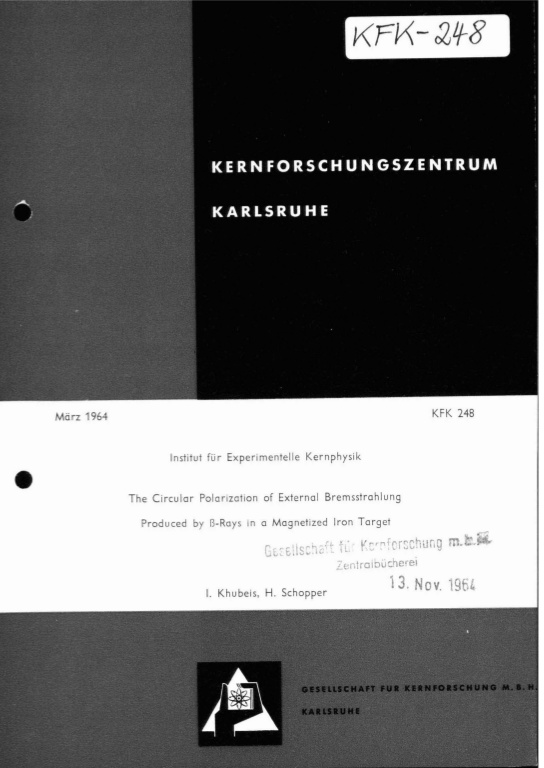 KFK-248
KERNFORSCHUNGSZENTRUM
KARLSRUHE
März 1964
KFK 248
Institut für Experimentelle Kernphysik
The Circular Polarization of External Bremsstrahlung
Produced by ß-Rays in a Magnetized Iron Target
Gesellschaft für Kernforschung m.b.H.
Zentralbücherei
13. Nov. 1964
I. Khubeis, H. Schopper
GESELLSCHAFT FUR KERNFORSCHUNG M.B.H.
KARLSRUHE